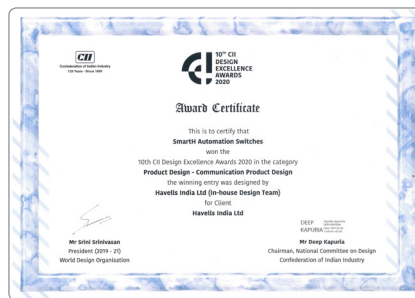 CII
Confederation of Indian Industry
125 Years - Since 1895
10TH CII
DESIGN
EXCELLENCE
AWARDS
2020
Award Certificate
This is to certify that
SmartH Automation Switches
won the
10th CII Design Excellence Awards 2020 in the category
Product Design - Communication Product Design
the winning entry was designed by
Havells India Ltd (In-house Design Team)
for Client
Havells India Ltd
Mr Srini Srinivasan
President (2019 - 21)
World Design Organisation
DEEP
KAPURIA
Mr Deep Kapuria
Chairman, National Committee on Design
Confederation of Indian Industry